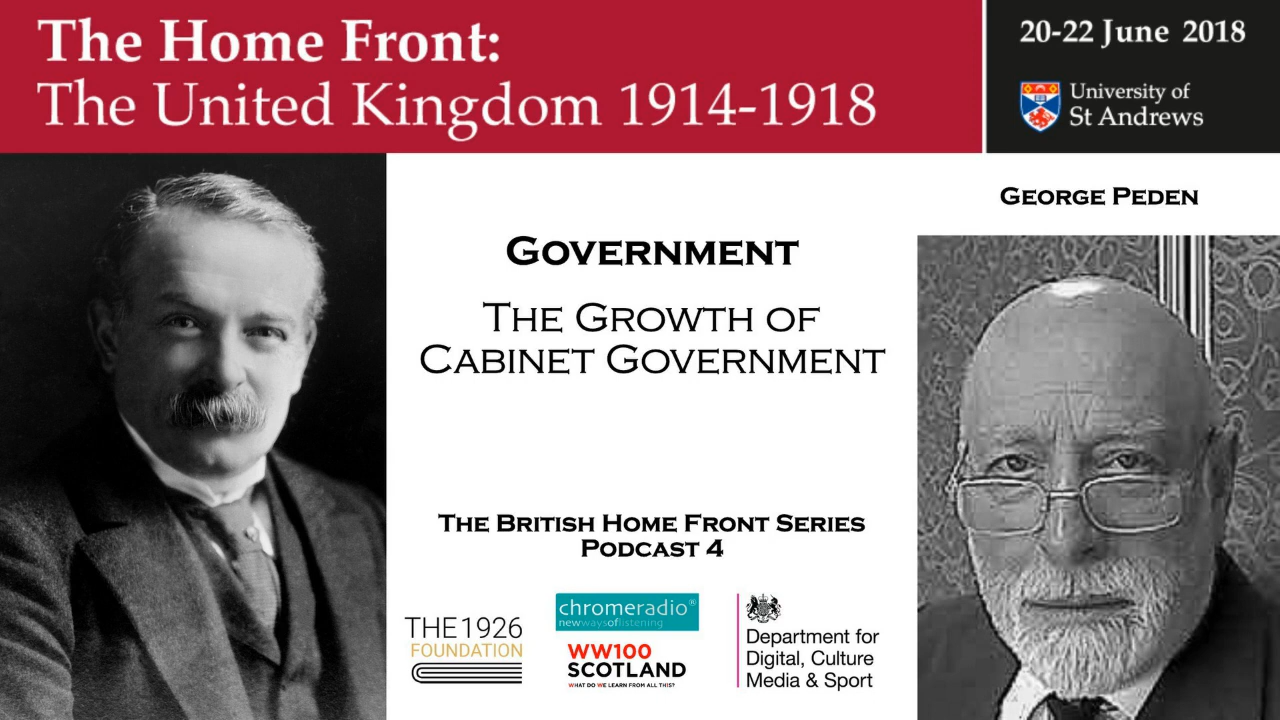 The Home Front:
The United Kingdom 1914-1918
20-22 June 2018
University of
St Andrews
George Peden
Government
The Growth of
Cabinet Government
The British Home Front Series
Podcast 4
THE 1926
FOUNDATION
chromeradio®
newwaysoflistening
WW100
SCOTLAND
WHAT DO WE LEARN FROM ALL THIS?
Department for
Digital, Culture
Media & Sport